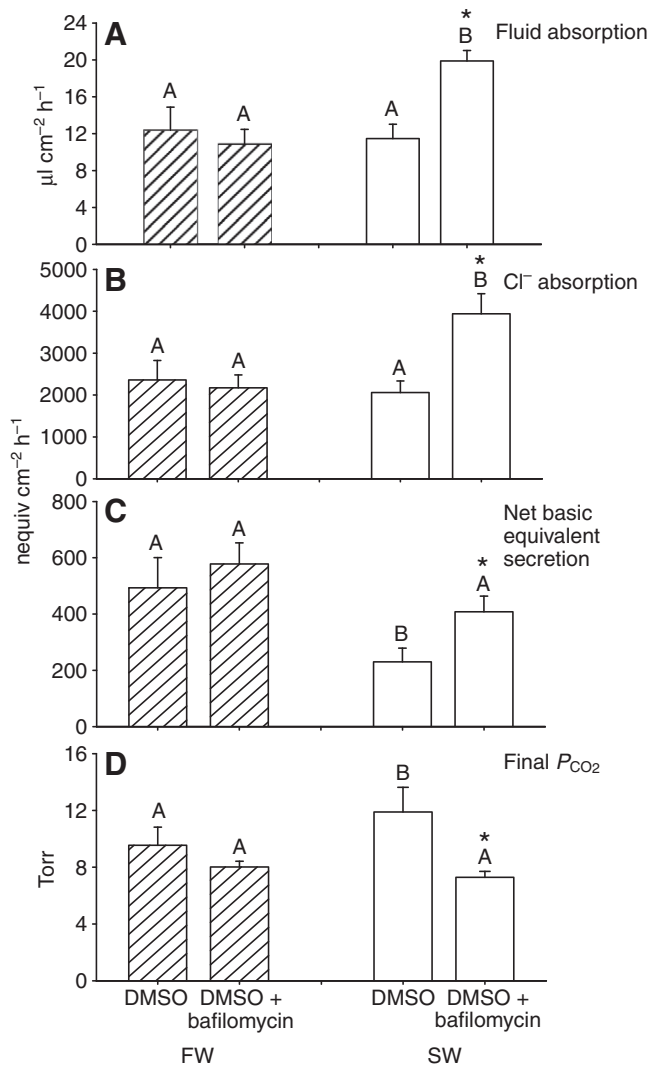 A
Fluid absorption
24
20
16
12
8
4
0
µl cm−2 h−1
A
A
A
*
B
B
Cl− absorption
5000
4000
3000
2000
1000
0
A
A
A
*
B
nequiv cm−2 h−1
C
Net basic
equivalent
secretion
800
600
400
200
0
A
A
B
*
A
D
Final PCO2
16
12
8
4
0
Torr
A
A
B
*
A
DMSO
DMSO +
bafilomycin
DMSO
DMSO +
bafilomycin
FW
SW